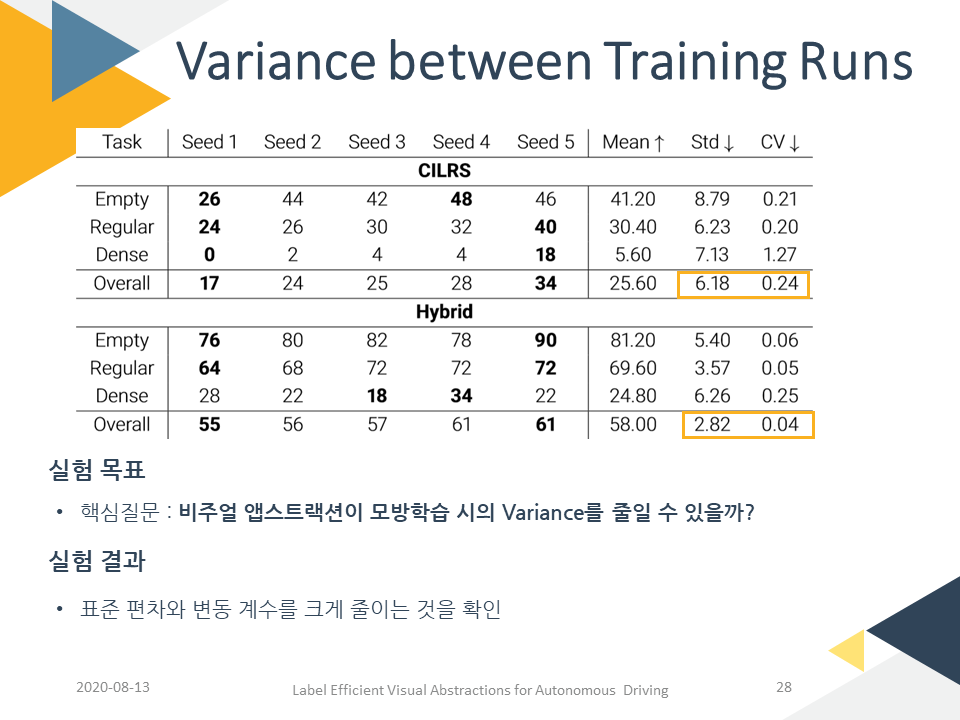 Variance between Training Runs
Task Seed 1 Seed 2 Seed 3 Seed 4 Seed 5 Mean ↑ Std ↓ CV ↓
CILRS
Empty 26 44 42 48 46 41.20 8.79 0.21
Regular 24 26 30 32 40 30.40 6.23 0.20
Dense 0 2 4 4 18 5.60 7.13 1.27
Overall 17 24 25 28 34 25.60 6.18 0.24
Hybrid
Empty 76 80 82 78 90 81.20 5.40 0.06
Regular 64 68 72 72 72 69.60 3.57 0.05
Dense 28 22 18 34 22 24.80 6.26 0.25
Overall 55 56 57 61 61 58.00 2.82 0.04
실험 목표
• 핵심질문 : 비주얼 앱스트랙션이 모방학습 시의 Variance를 줄일 수 있을까?
실험 결과
• 표준 편차와 변동 계수를 크게 줄이는 것을 확인
2020-08-13 Label Efficient Visual Abstractions for Autonomous Driving 28